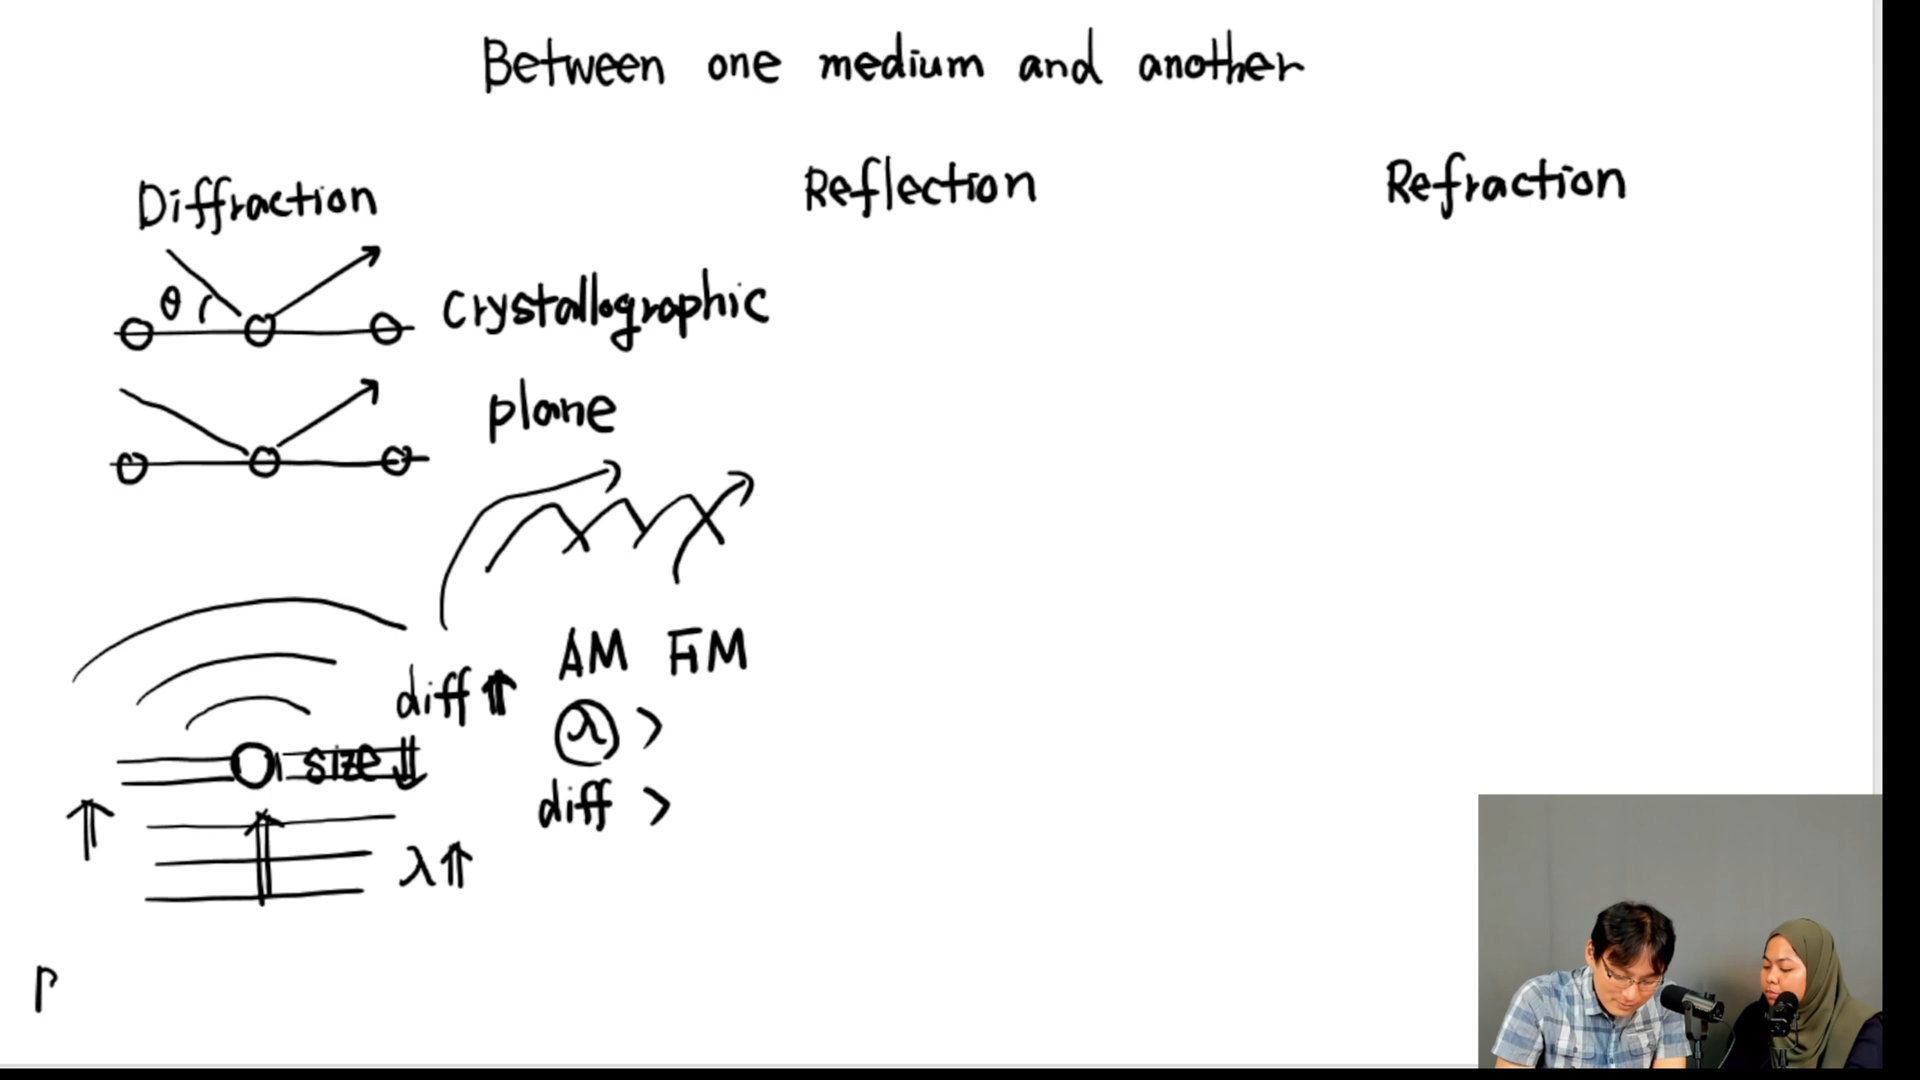 Between one medium and another
Diffraction
Reflection
Refraction
θ
crystallographic
plane
AM FM
diff ⇑
λ >
size ⇓
diff >
⇑
λ⇑